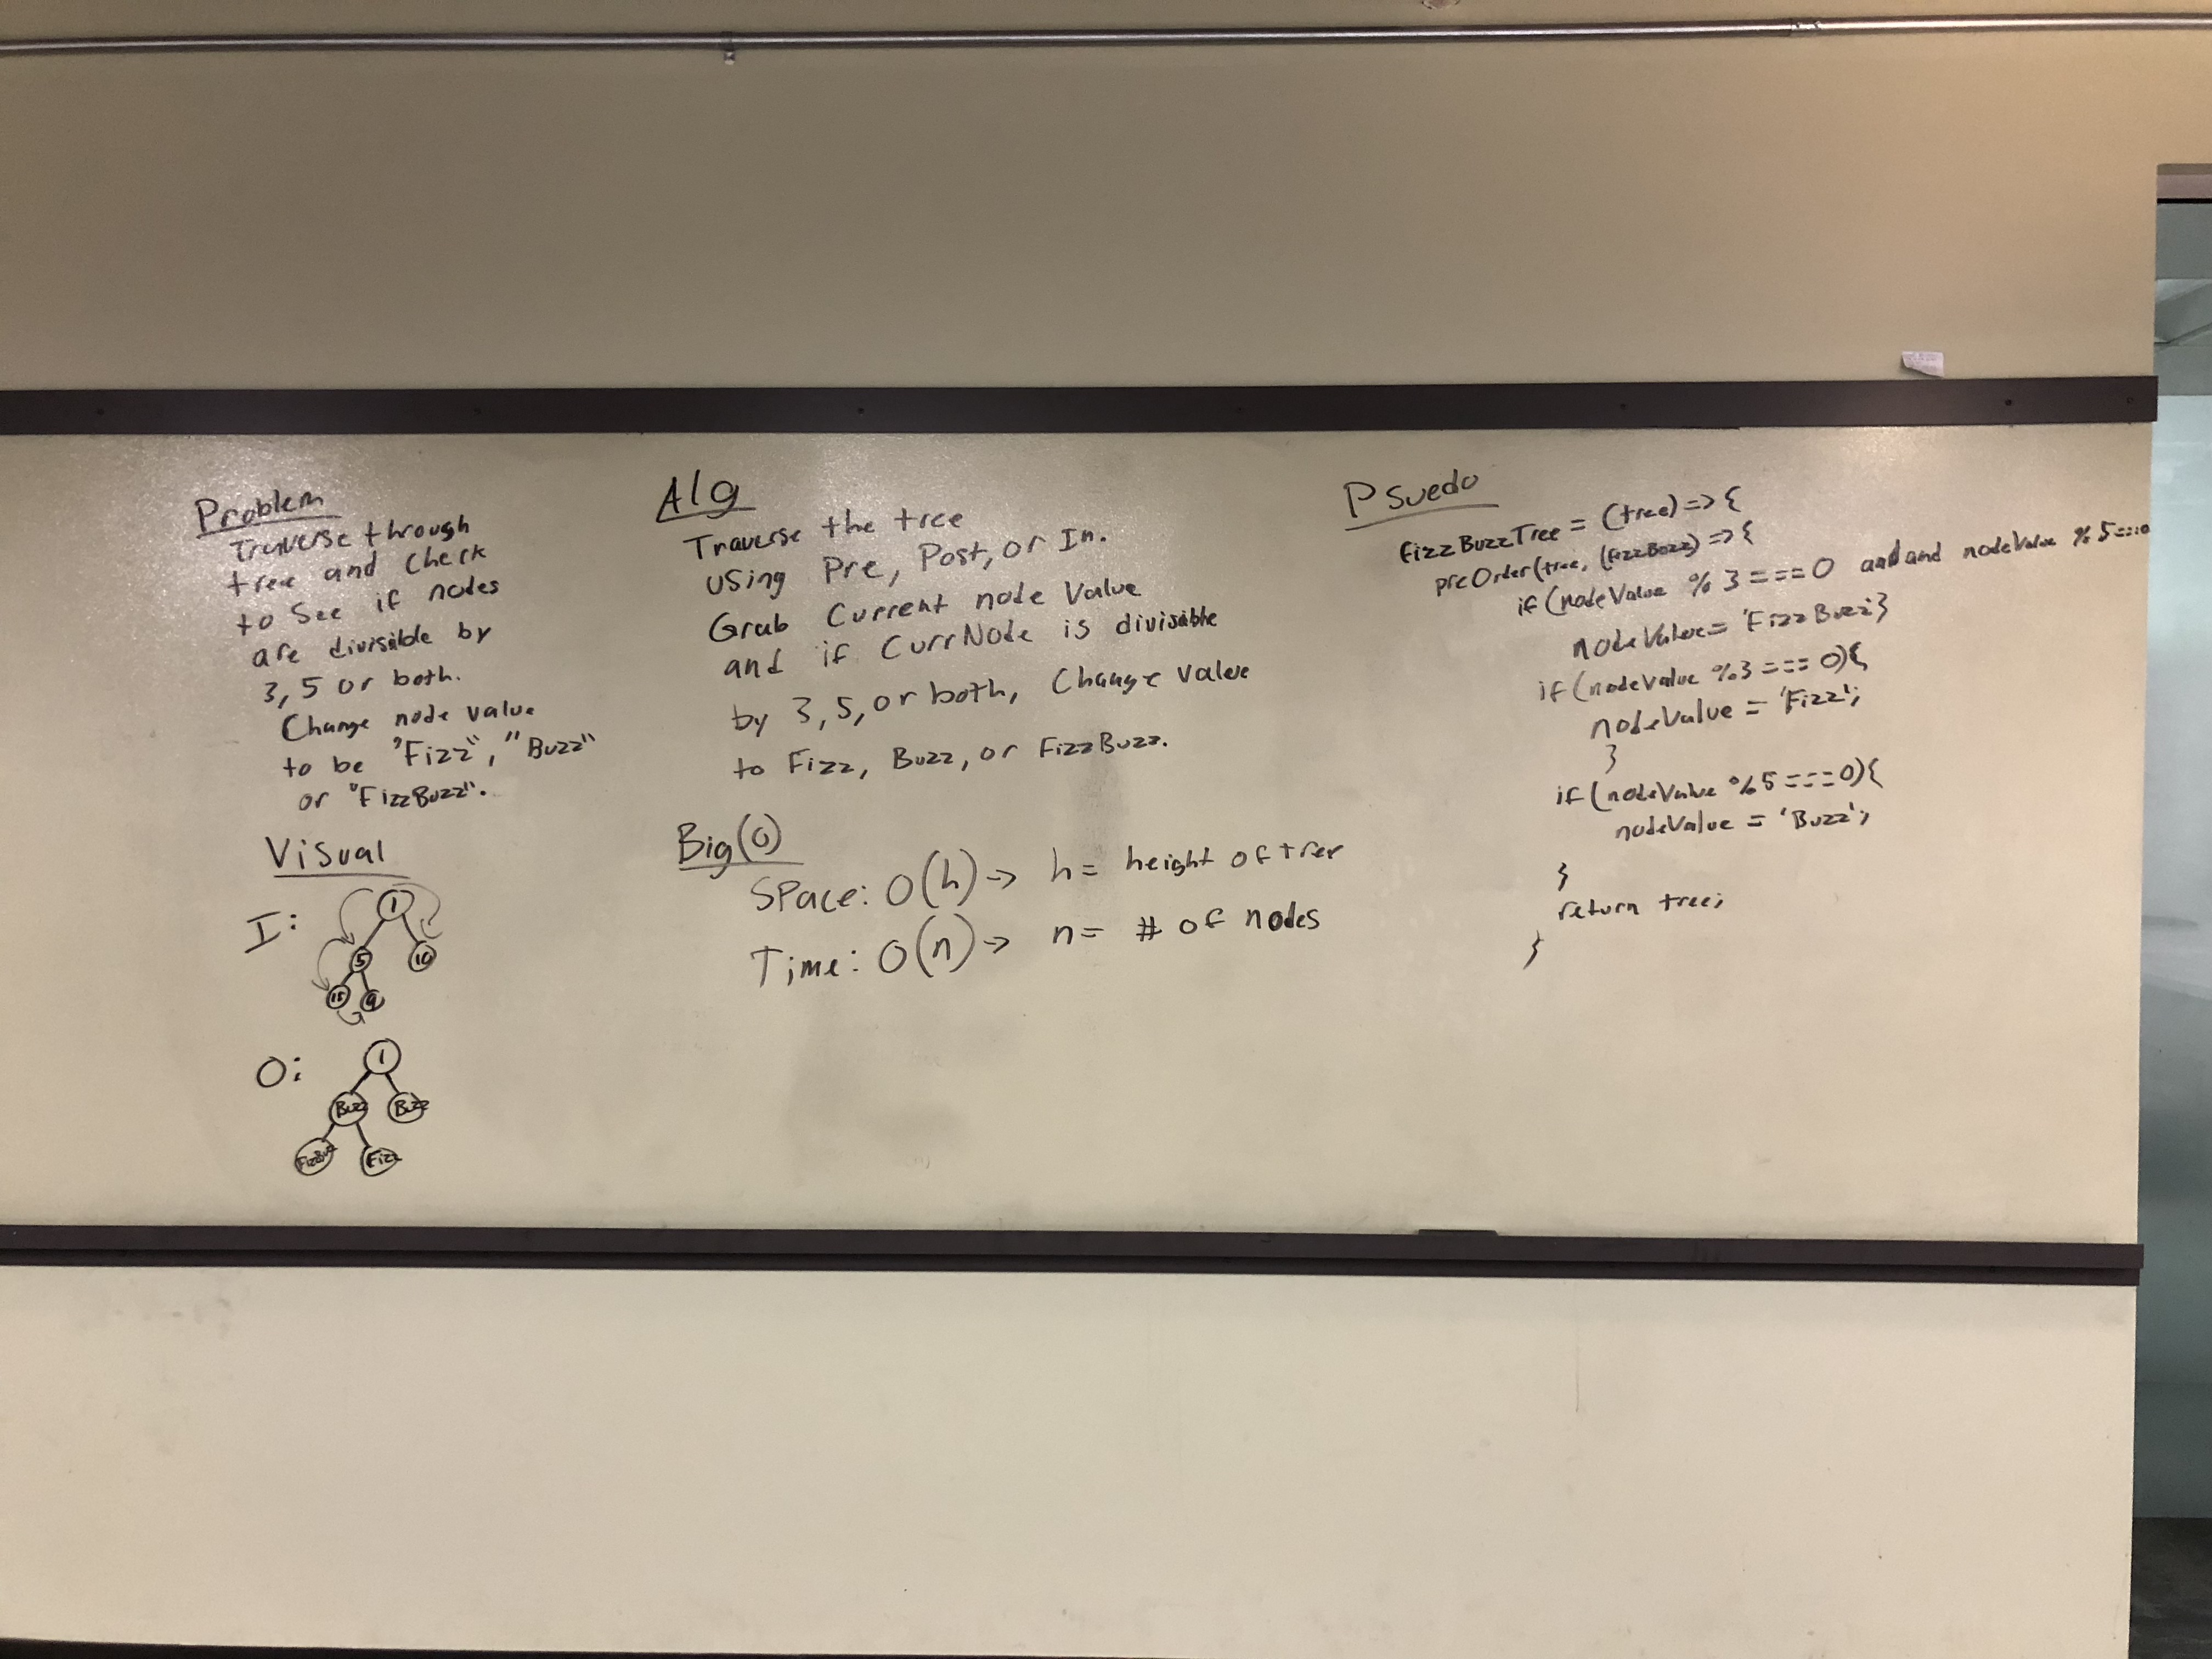 Problem
Traverse through
tree and Check
to See if nodes
are divisible by
3, 5 or both.
Change node value
to be "Fizz", "Buzz"
or "FizzBuzz".
Visual
I:
1
5 10
15 9
O:
1
Buzz Buzz
FizzBuzz Fizz
Alg
Traverse the tree
using Pre, Post, or In.
Grab Current node Value
and if CurrNode is divisable
by 3, 5, or both, Change value
to Fizz, Buzz, or FizzBuzz.
Big(O)
Space: O(h) -> h = height of tree
Time: O(n) -> n = # of nodes
Psuedo
fizzBuzzTree = (tree) => {
preOrder(tree, (fizzBuzz) => {
if (nodeValue % 3 === 0 and and nodeValue % 5 === 0
nodeValue = 'FizzBuzz'}
if (nodeValue %3 === 0){
nodeValue = 'Fizz';
}
if (nodeValue %5 === 0){
nodeValue = 'Buzz';
}
return tree;
}